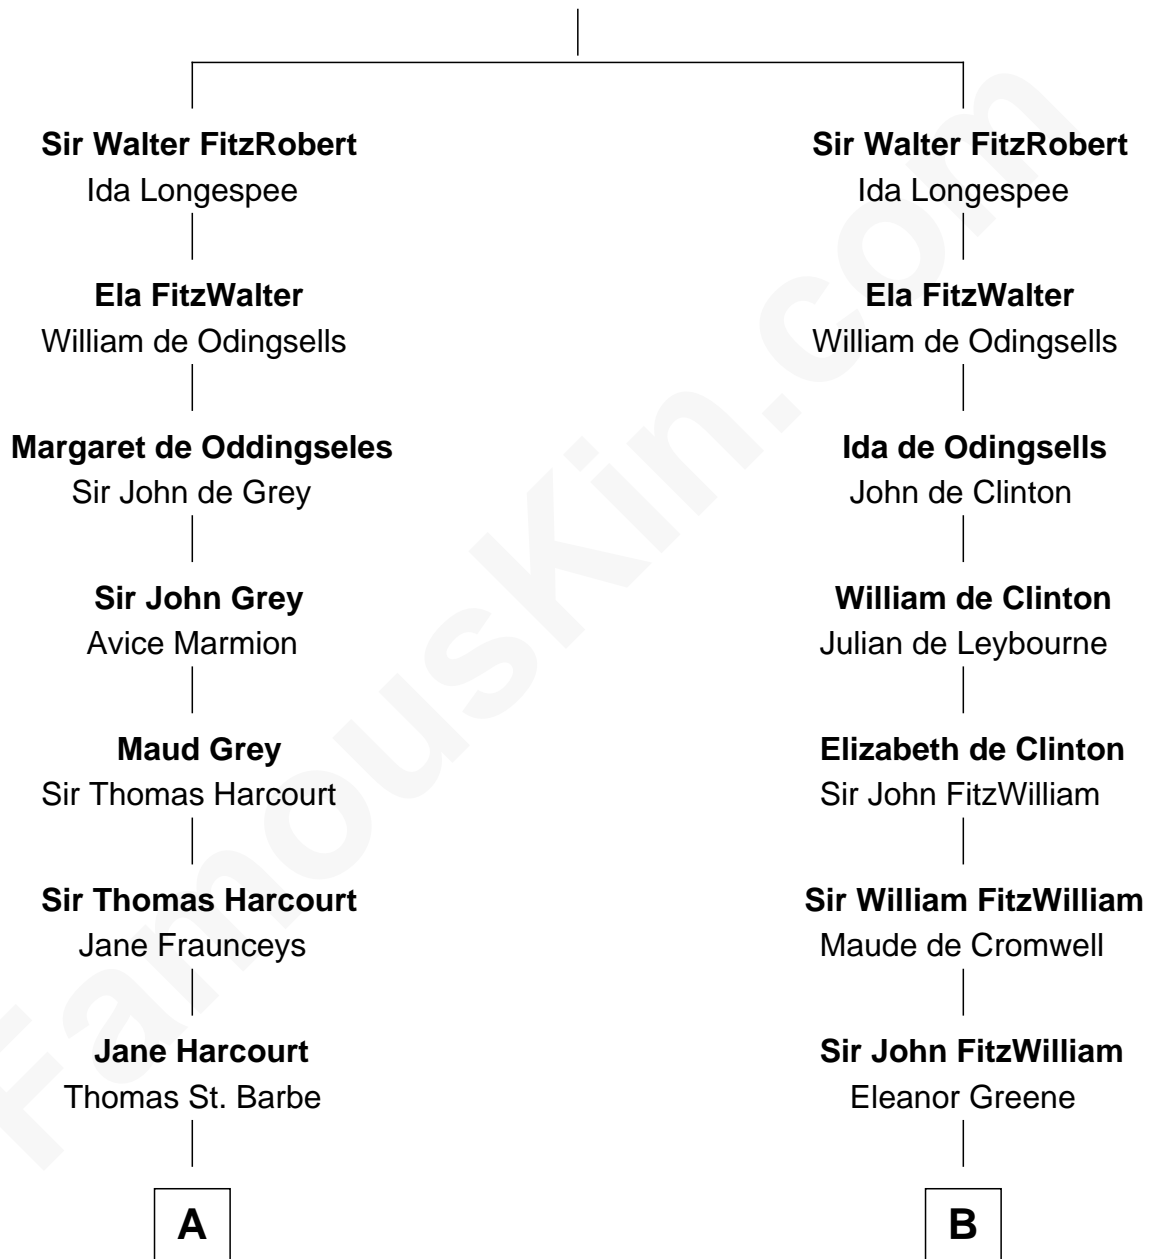 Sir Walter FitzRobert
Ida Longespee
Ela FitzWalter
William de Odingsells
Margaret de Oddingseles
Sir John de Grey
Sir John Grey
Avice Marmion
Maud Grey
Sir Thomas Harcourt
Sir Thomas Harcourt
Jane Fraunceys
Jane Harcourt
Thomas St. Barbe
A
Sir Walter FitzRobert
Ida Longespee
Ela FitzWalter
William de Odingsells
Ida de Odingsells
John de Clinton
William de Clinton
Julian de Leybourne
Elizabeth de Clinton
Sir John FitzWilliam
Sir William FitzWilliam
Maude de Cromwell
Sir John FitzWilliam
Eleanor Greene
B
FamousKin.com